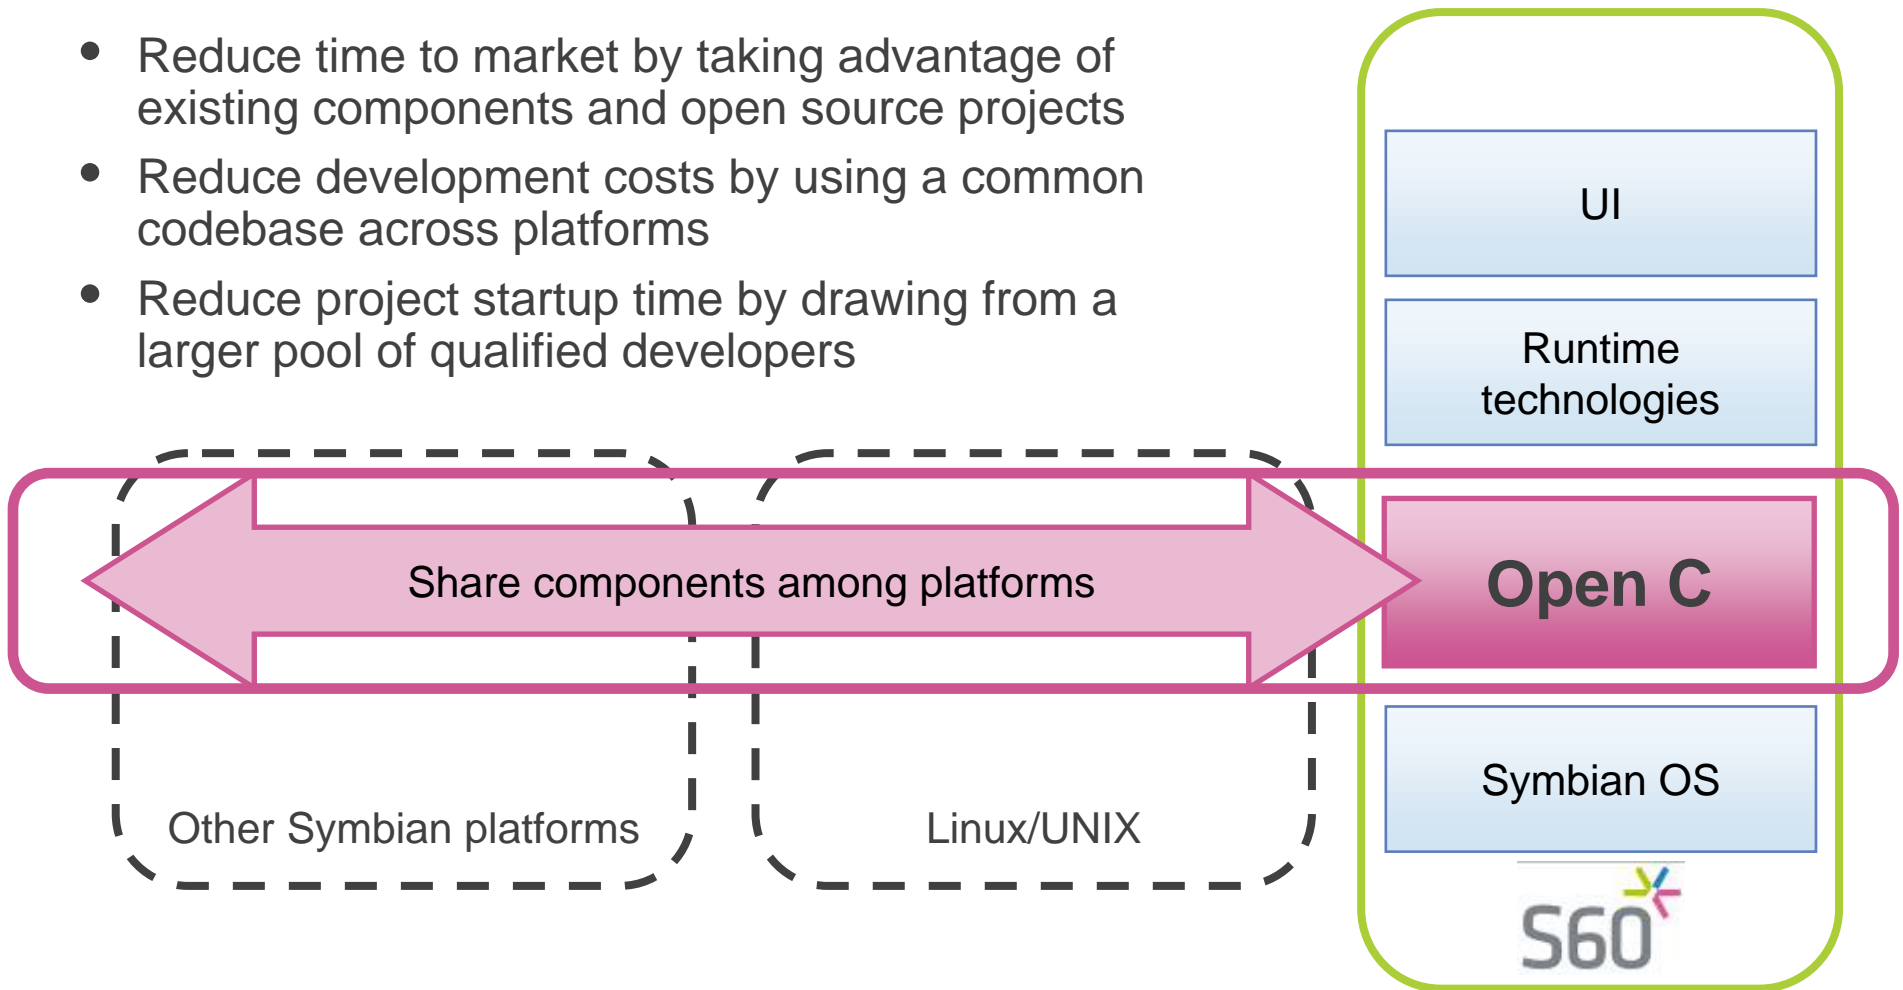 • Reduce time to market by taking advantage of
existing components and open source projects
• Reduce development costs by using a common
codebase across platforms
• Reduce project startup time by drawing from a
larger pool of qualified developers
UI
Runtime
technologies
Share components among platforms
Open C
Symbian OS
Other Symbian platforms
Linux/UNIX
S60